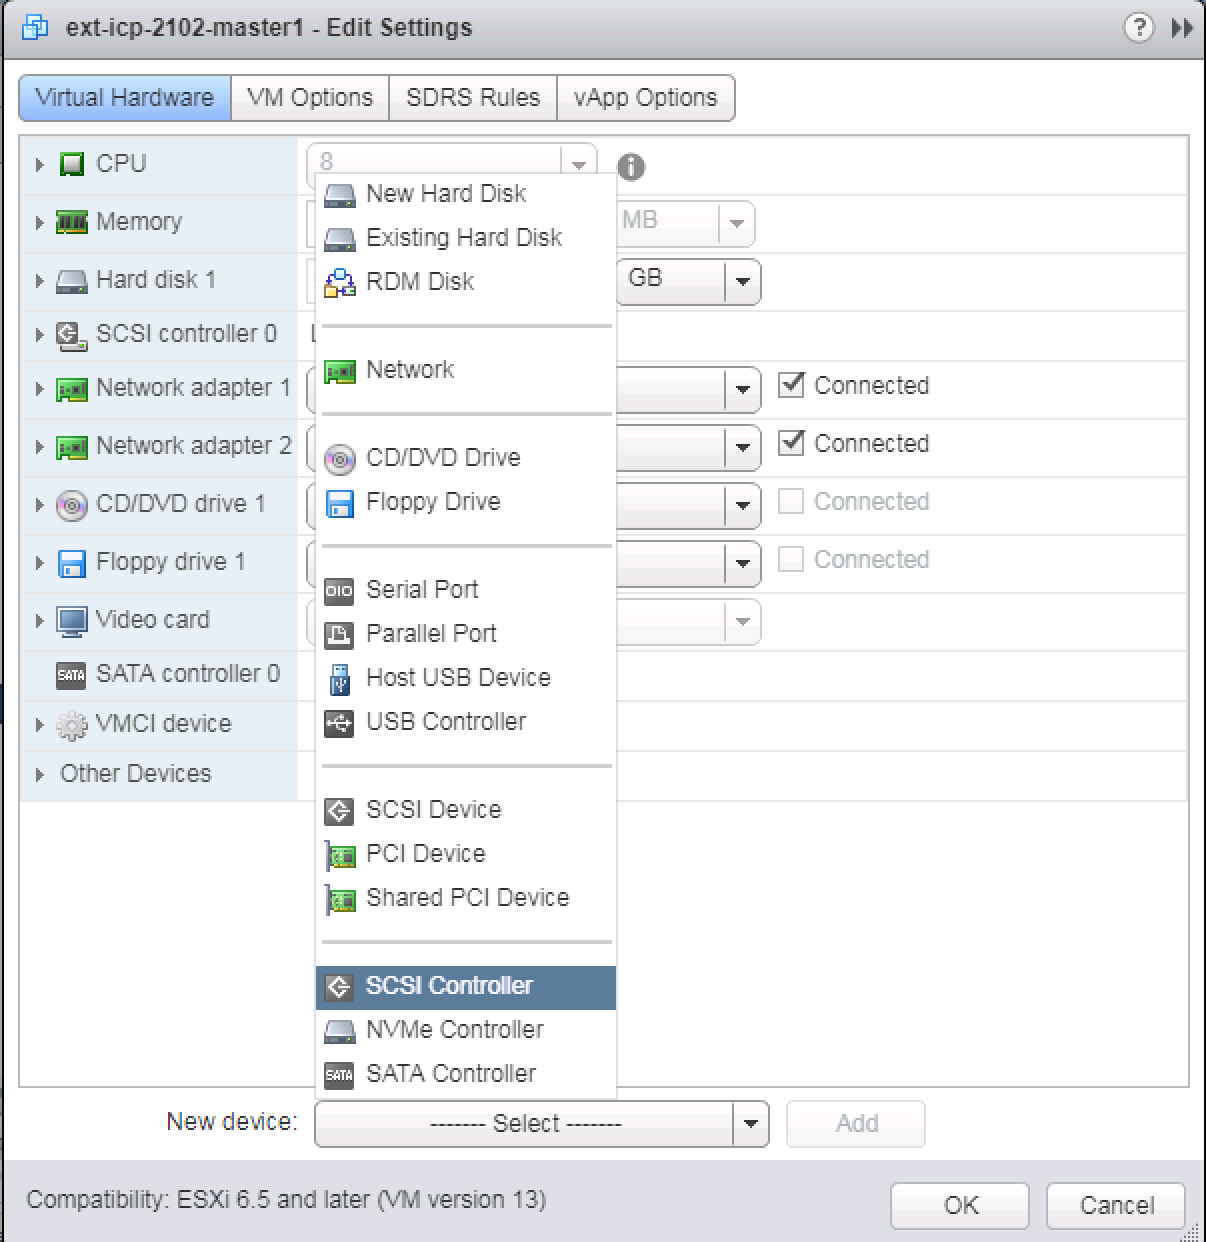 ext-icp-2102-master1 - Edit Settings
?
Virtual Hardware
VM Options
SDRS Rules
vApp Options
CPU
8
Memory
MB
Hard disk 1
GB
SCSI controller 0
Network adapter 1
Connected
Network adapter 2
Connected
CD/DVD drive 1
Connected
Floppy drive 1
Connected
Video card
SATA
SATA controller 0
VMCI device
Other Devices
New Hard Disk
Existing Hard Disk
RDM Disk
Network
CD/DVD Drive
Floppy Drive
Serial Port
Parallel Port
Host USB Device
USB Controller
SCSI Device
PCI Device
Shared PCI Device
SCSI Controller
NVMe Controller
SATA
SATA Controller
New device:
------- Select -------
Add
Compatibility: ESXi 6.5 and later (VM version 13)
OK
Cancel